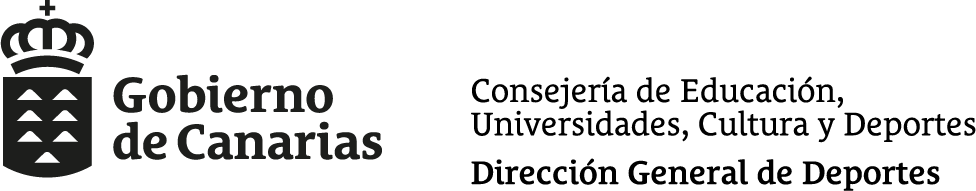 Gobierno
de Canarias
Consejería de Educación,
Universidades, Cultura y Deportes
Dirección General de Deportes